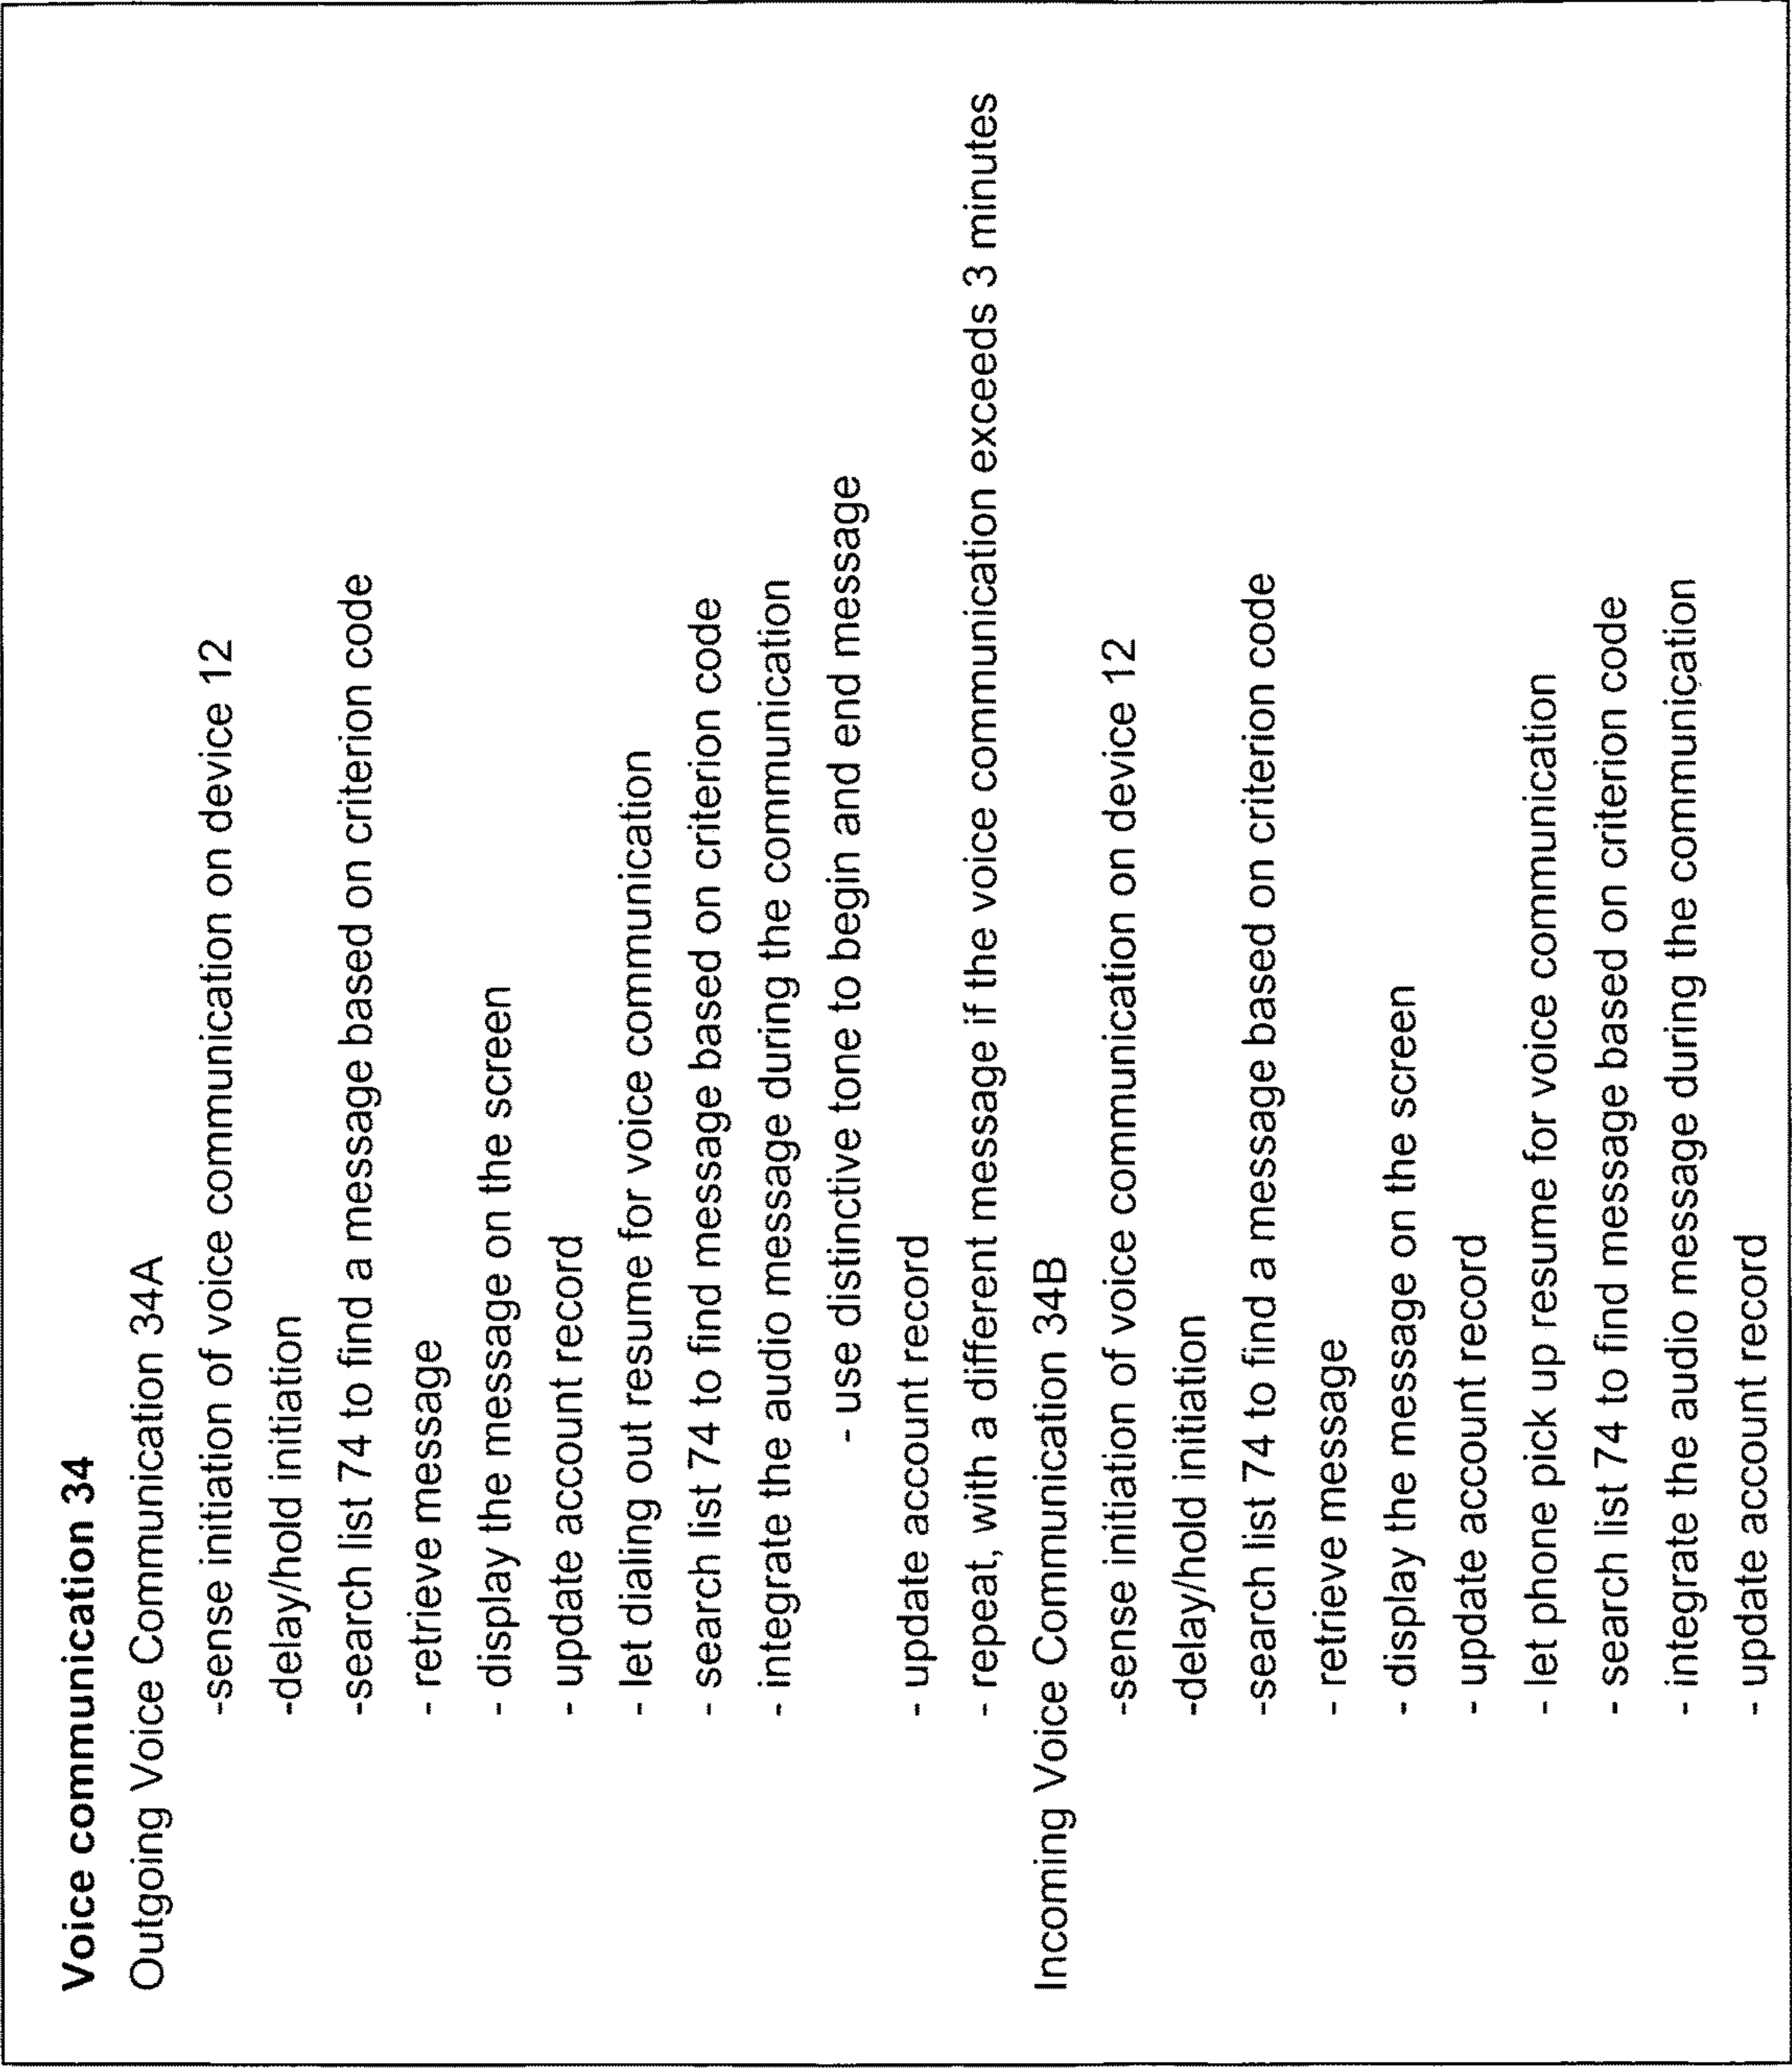 Voice communication 34
Outgoing Voice Communication 34A
-sense initiation of voice communication on device 12
-delay/hold initiation
-search list 74 to find a message based on criterion code
- retrieve message
- display the message on the screen
- update account record
- let dialing out resume for voice communication
- search list 74 to find message based on criterion code
- integrate the audio message during the communication
- use distinctive tone to begin and end message
- update account record
- repeat, with a different message if the voice communication exceeds 3 minutes
Incoming Voice Communication 34B
-sense initiation of voice communication on device 12
-delay/hold initiation
-search list 74 to find a message based on criterion code
- retrieve message
- display the message on the screen
- update account record
- let phone pick up resume for voice communication
- search list 74 to find message based on criterion code
- integrate the audio message during the communication
- update account record